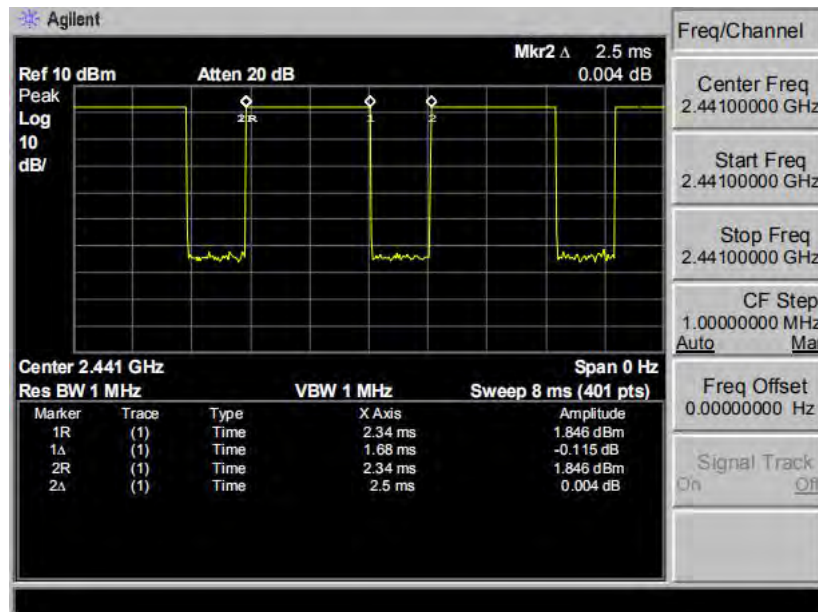 Agilent
Freq/Channel
Mkr2 Δ 2.5 ms
Ref 10 dBm Atten 20 dB 0.004 dB
Peak
Log
10
dB/
2R 1 2
Center 2.441 GHz Span 0 Hz
Res BW 1 MHz VBW 1 MHz Sweep 8 ms (401 pts)
Marker Trace Type X Axis Amplitude
1R (1) Time 2.34 ms 1.846 dBm
1Δ (1) Time 1.68 ms -0.115 dB
2R (1) Time 2.34 ms 1.846 dBm
2Δ (1) Time 2.5 ms 0.004 dB
Center Freq
2.44100000 GHz
Start Freq
2.44100000 GHz
Stop Freq
2.44100000 GHz
CF Step
1.00000000 MHz
Auto Ma
Freq Offset
0.00000000 Hz
Signal Track
On Off